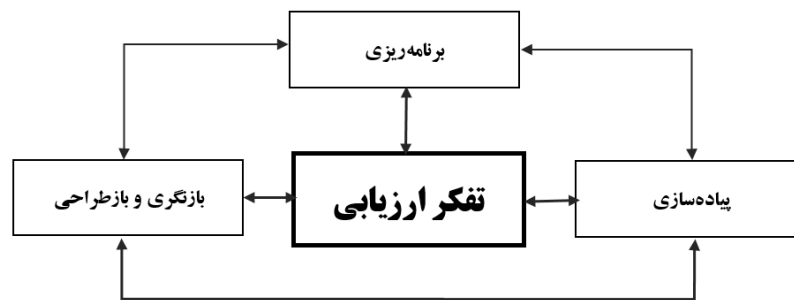 برنامه‌ریزی
پیاده‌سازی
تفکر ارزیابی
بازنگری و بازطراحی